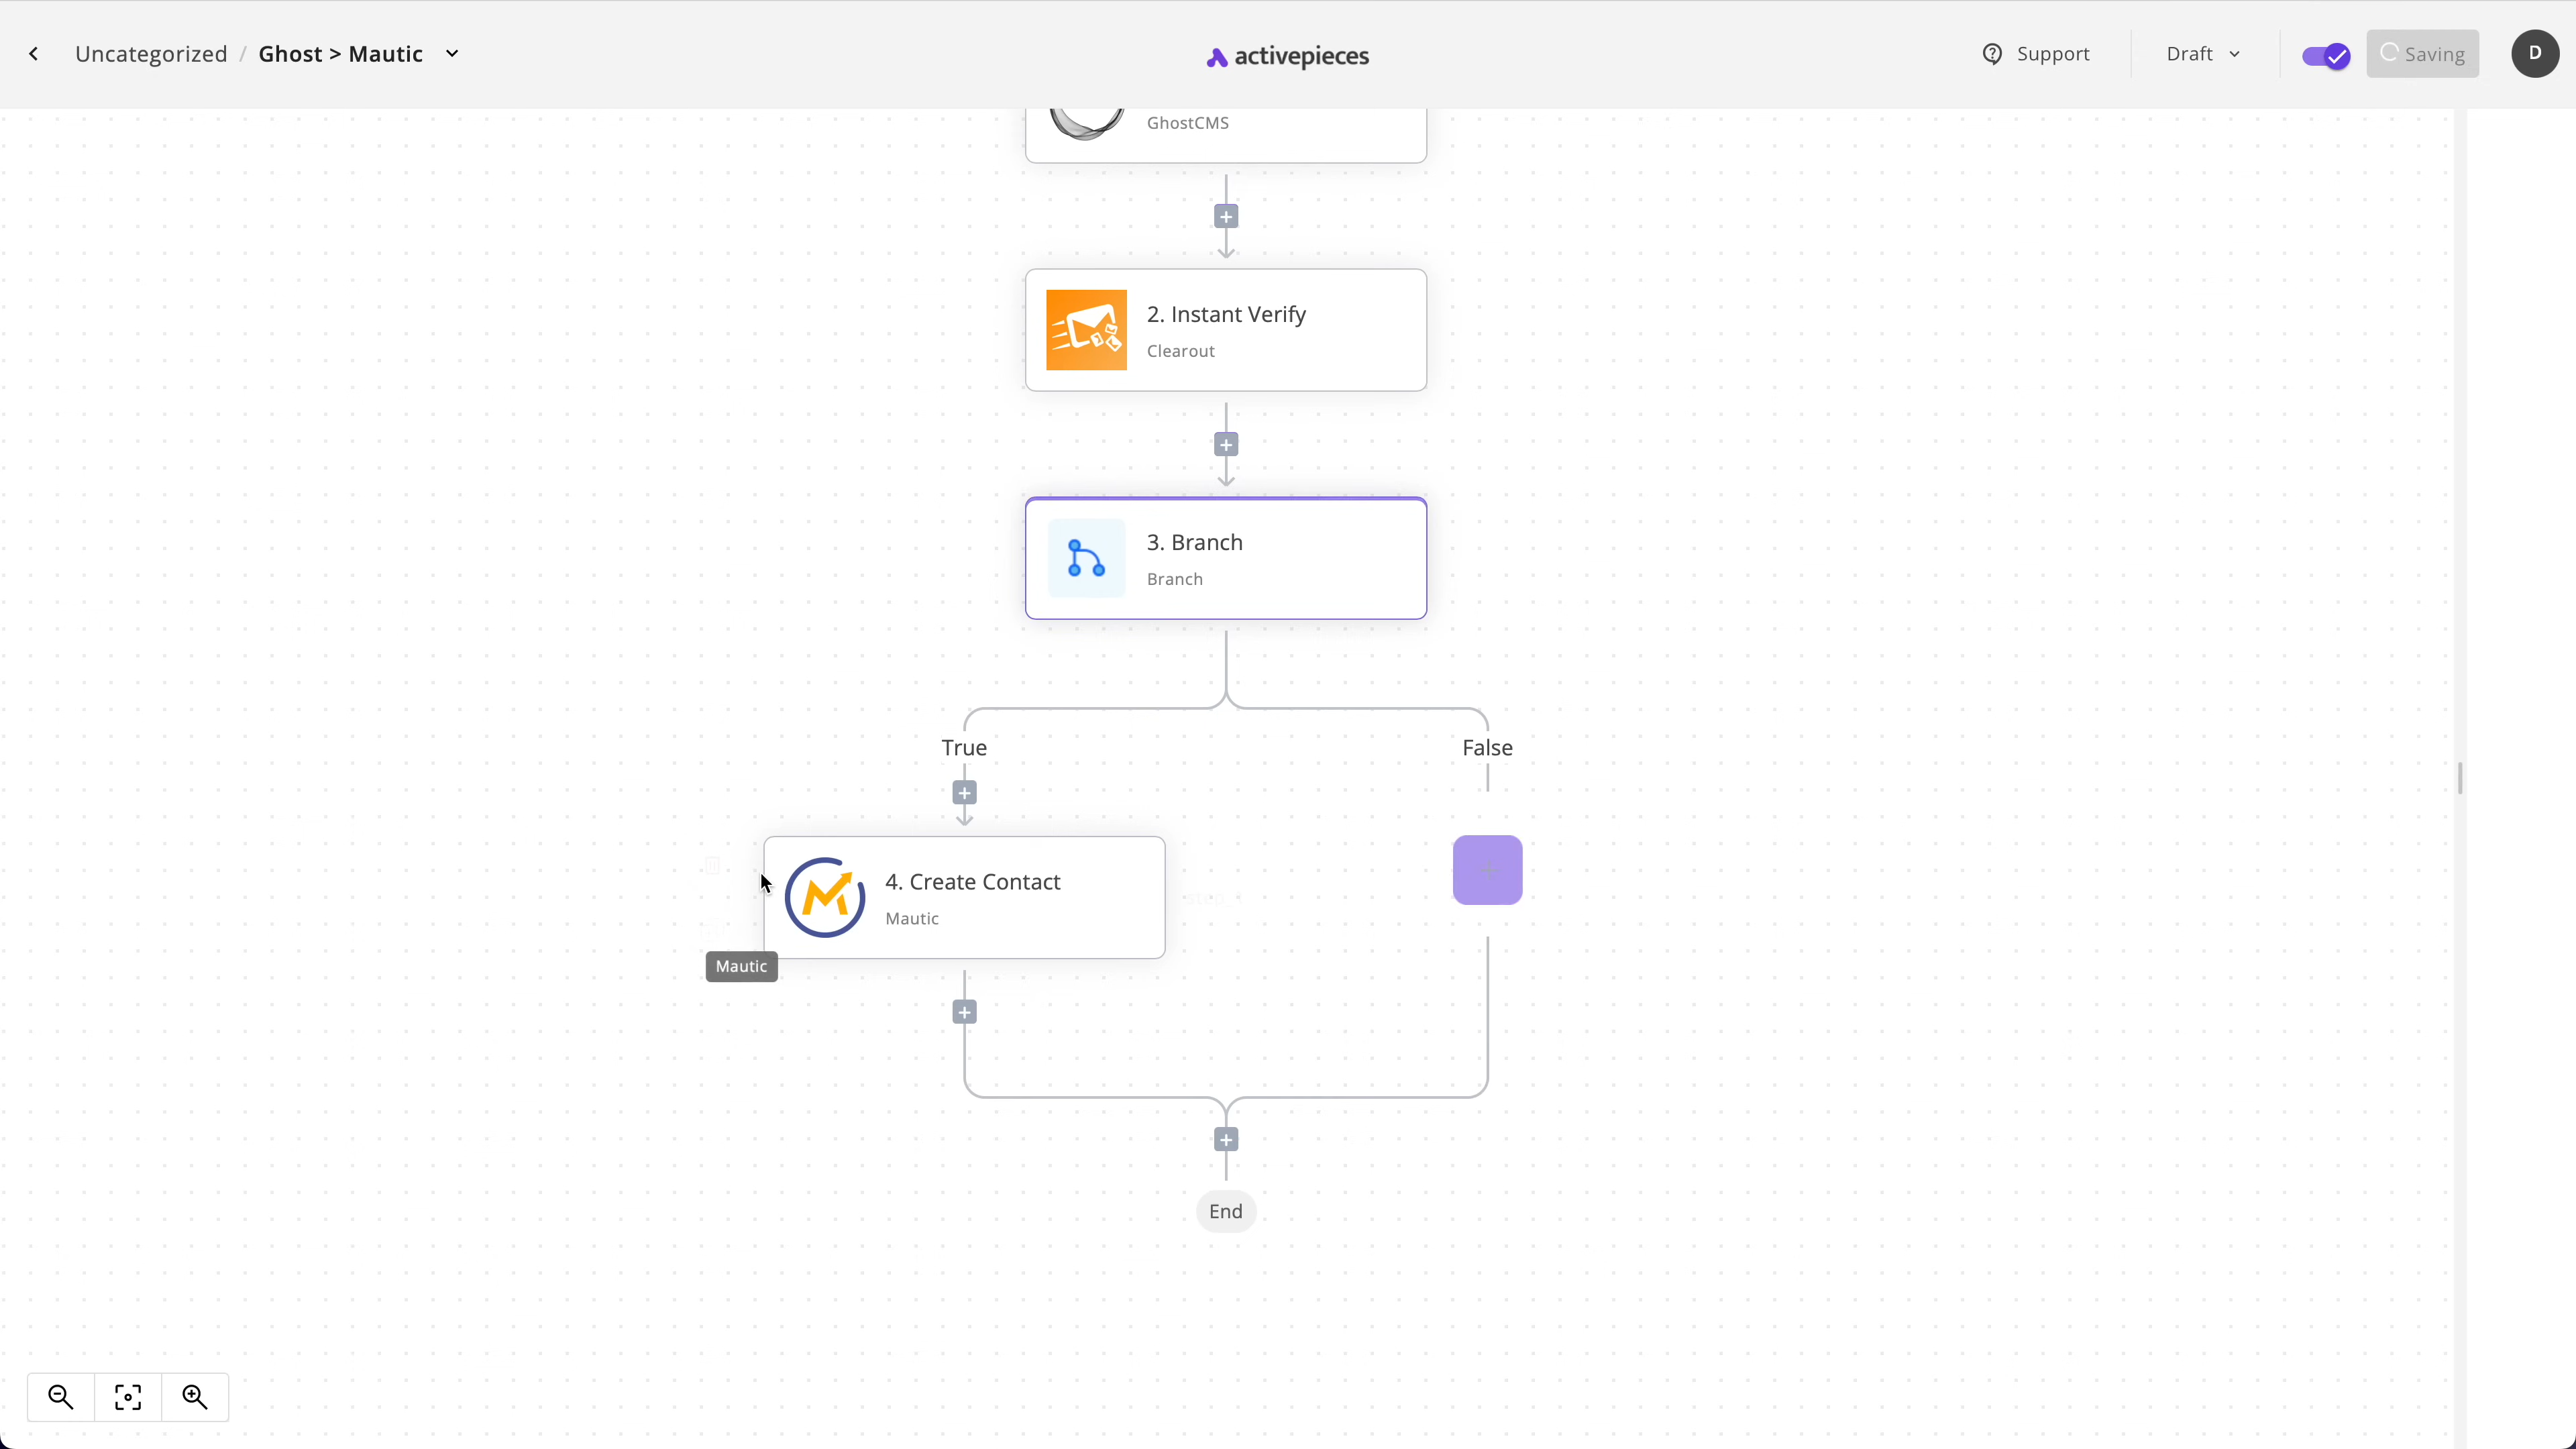 Uncategorized / Ghost > Mautic
activepieces
Support
Draft
Saving
D
GhostCMS
2. Instant Verify
Clearout
3. Branch
Branch
True
False
4. Create Contact
Mautic
Mautic
End